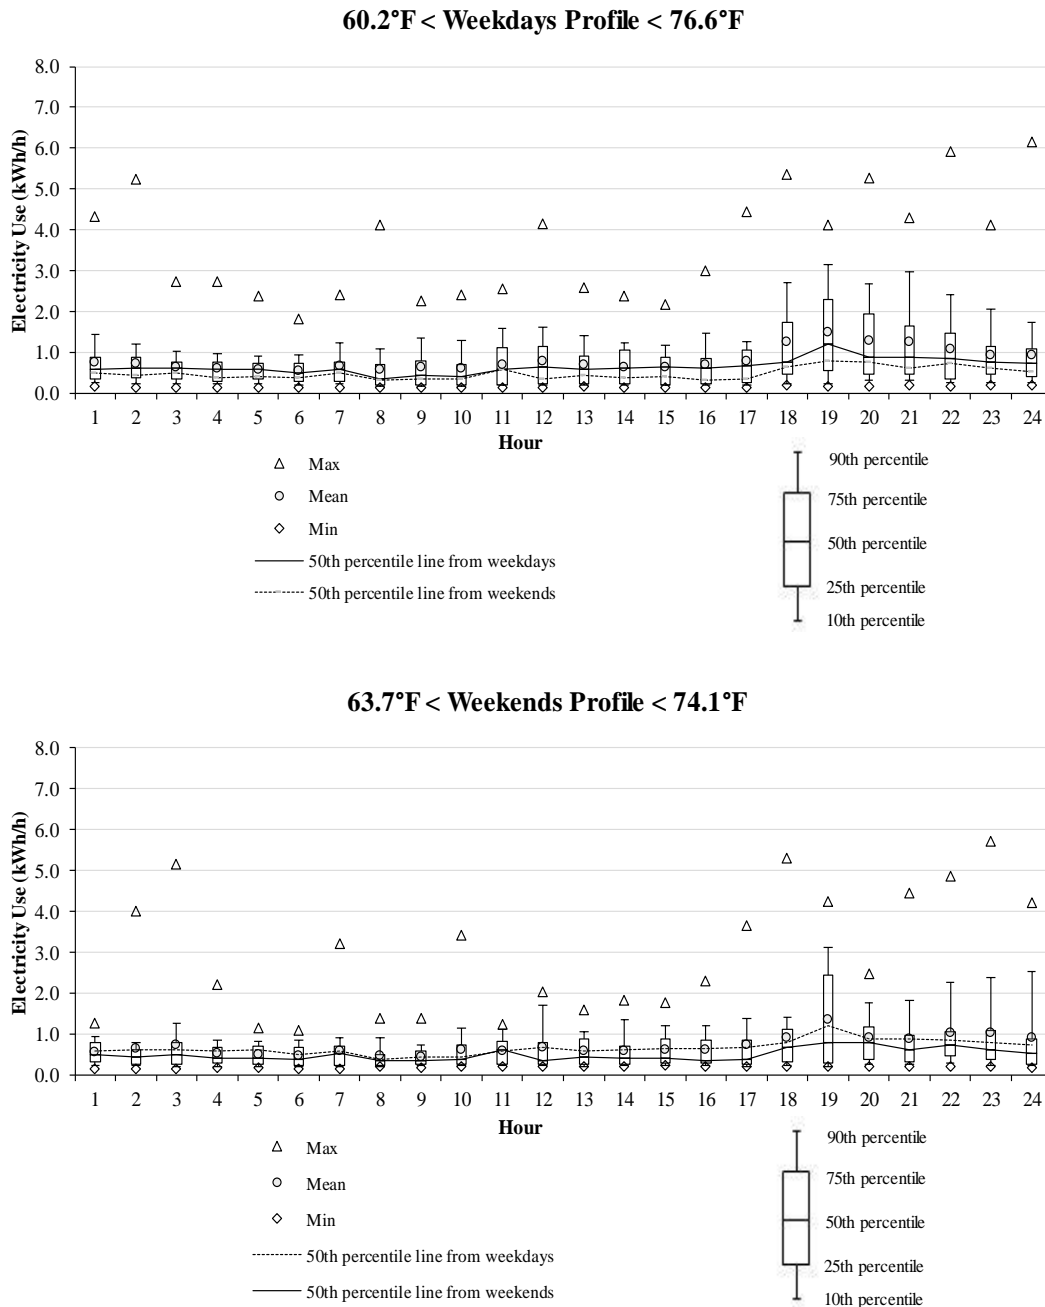 60.2°F < Weekdays Profile < 76.6°F
8.0
7.0
6.0
5.0
4.0
3.0
2.0
1.0
0.0
Electricity Use (kWh/h)
1 2 3 4 5 6 7 8 9 10 11 12 13 14 15 16 17 18 19 20 21 22 23 24
Hour
Max
Mean
Min
50th percentile line from weekdays
50th percentile line from weekends
90th percentile
75th percentile
50th percentile
25th percentile
10th percentile
63.7°F < Weekends Profile < 74.1°F
8.0
7.0
6.0
5.0
4.0
3.0
2.0
1.0
0.0
Electricity Use (kWh/h)
1 2 3 4 5 6 7 8 9 10 11 12 13 14 15 16 17 18 19 20 21 22 23 24
Hour
Max
Mean
Min
50th percentile line from weekdays
50th percentile line from weekends
90th percentile
75th percentile
50th percentile
25th percentile
10th percentile